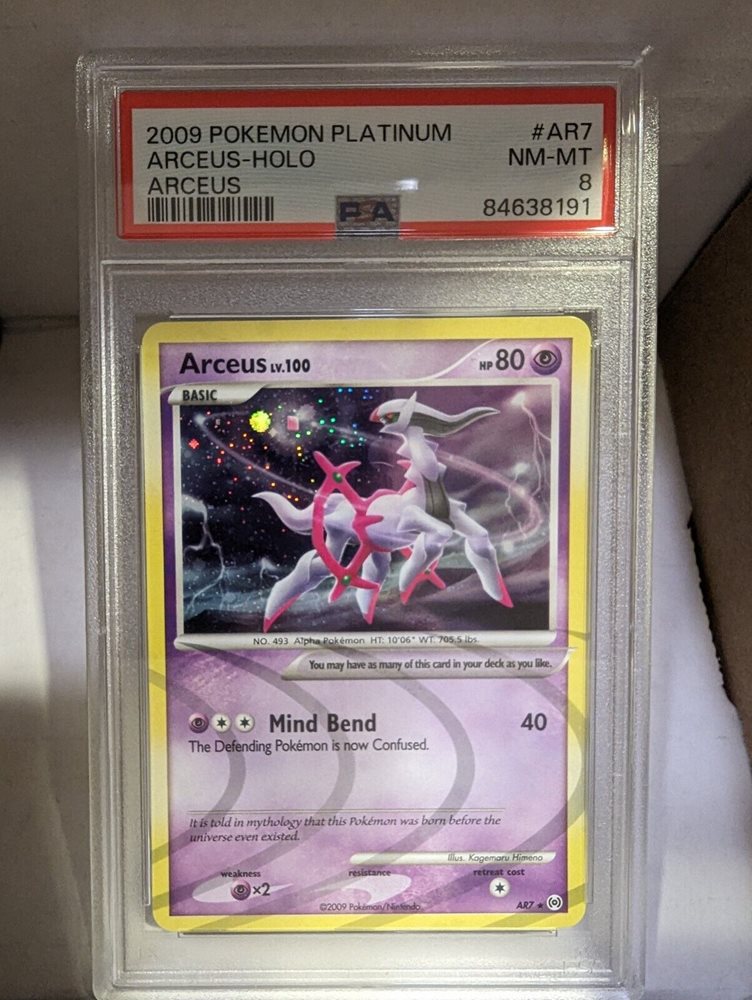 2009 POKEMON PLATINUM #AR7
ARCEUS-HOLO NM-MT
ARCEUS 8
PSA 84638191
Arceus LV.100 HP 80
BASIC
NO. 493 Alpha Pokémon HT: 10'06" WT: 705.5 lbs.
You may have as many of this card in your deck as you like.
Mind Bend 40
The Defending Pokémon is now Confused.
It is told in mythology that this Pokémon was born before the
universe even existed.
Illus. Kagemaru Himeno
weakness resistance retreat cost
×2
©2009 Pokémon/Nintendo AR7 ★